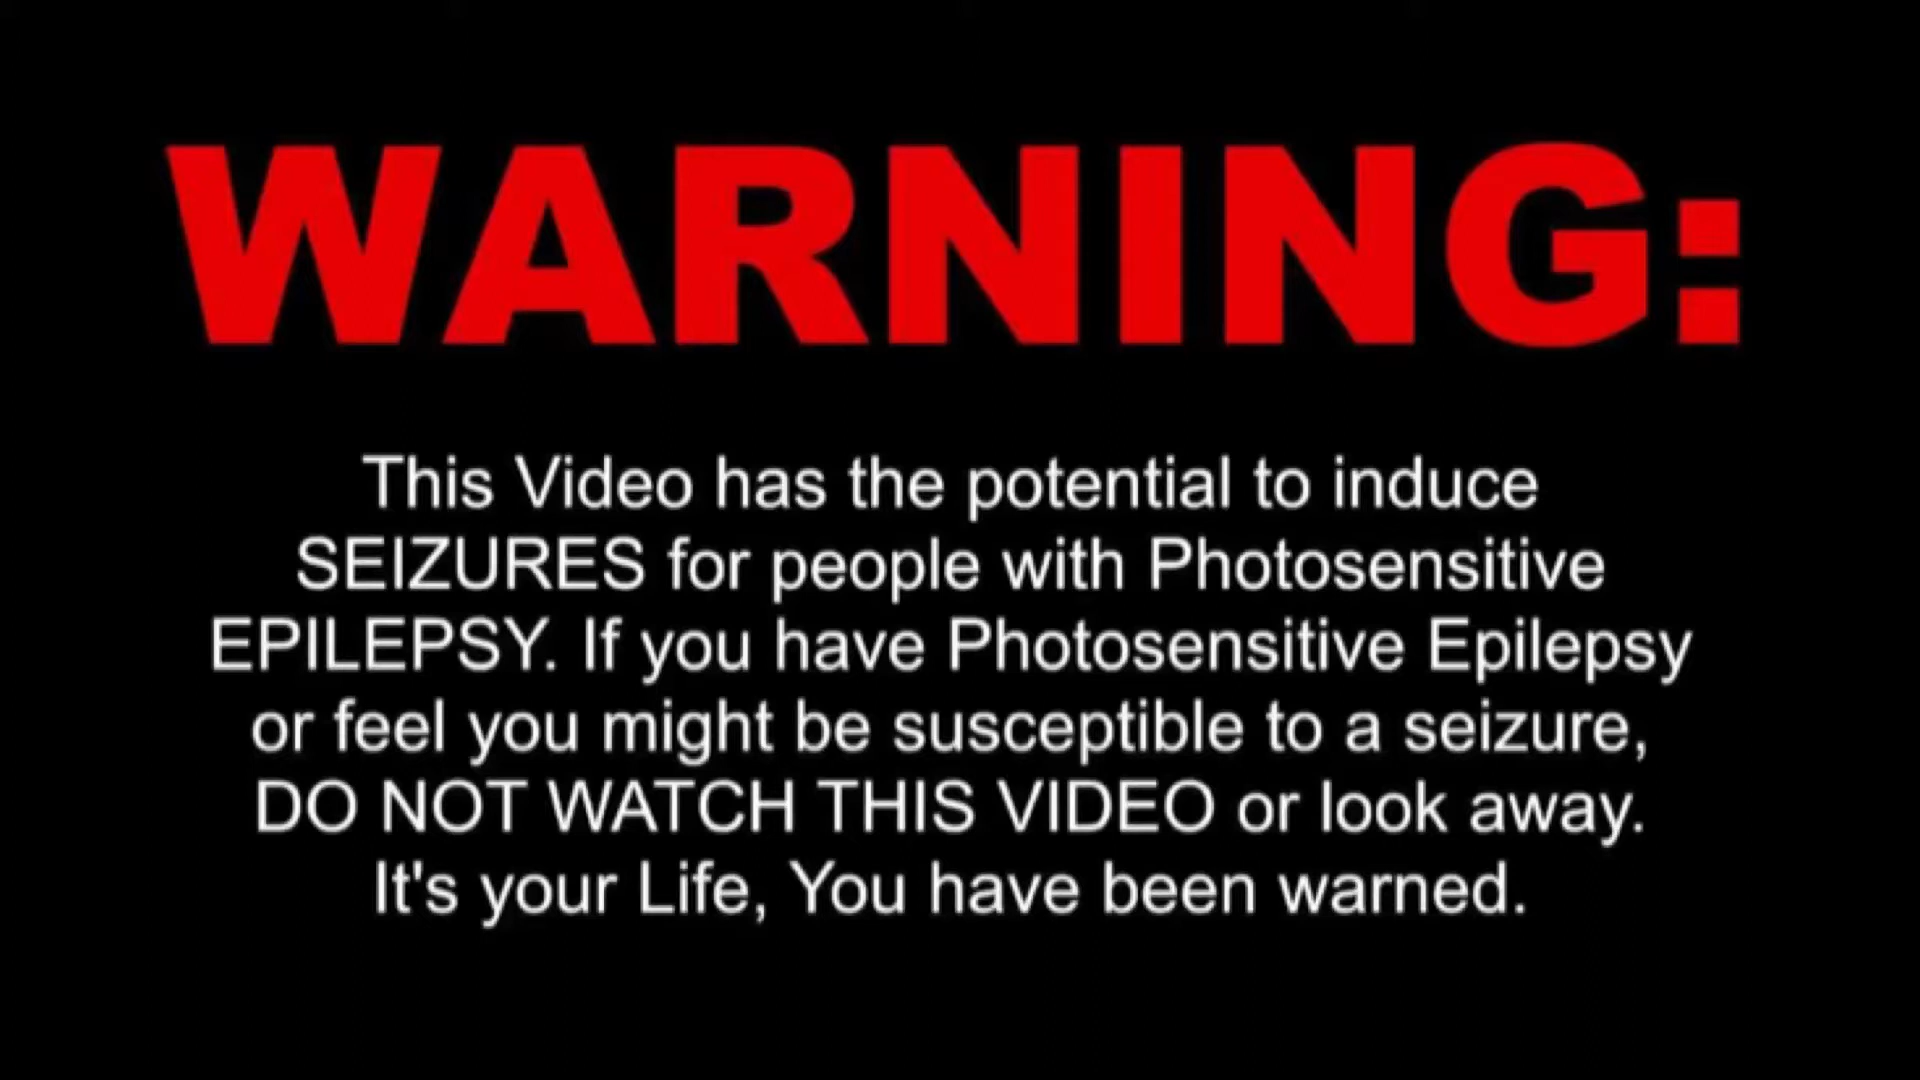 WARNING:
This Video has the potential to induce
SEIZURES for people with Photosensitive
EPILEPSY. If you have Photosensitive Epilepsy
or feel you might be susceptible to a seizure,
DO NOT WATCH THIS VIDEO or look away.
It's your Life, You have been warned.